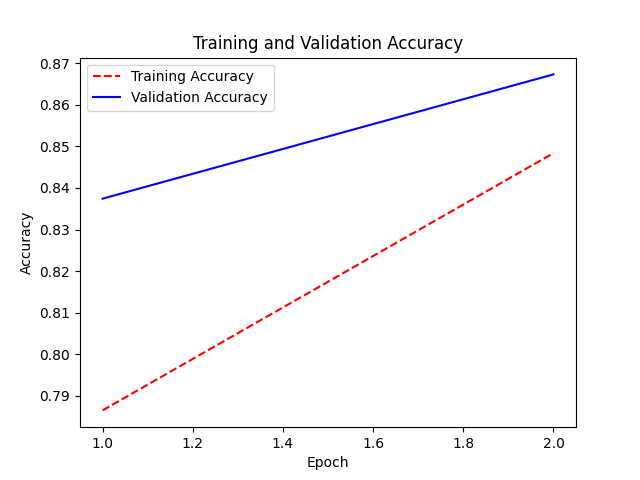 Training and Validation Accuracy
Training Accuracy
Validation Accuracy
0.87
0.86
0.85
0.84
0.83
0.82
0.81
0.80
0.79
Accuracy
1.0 1.2 1.4 1.6 1.8 2.0
Epoch